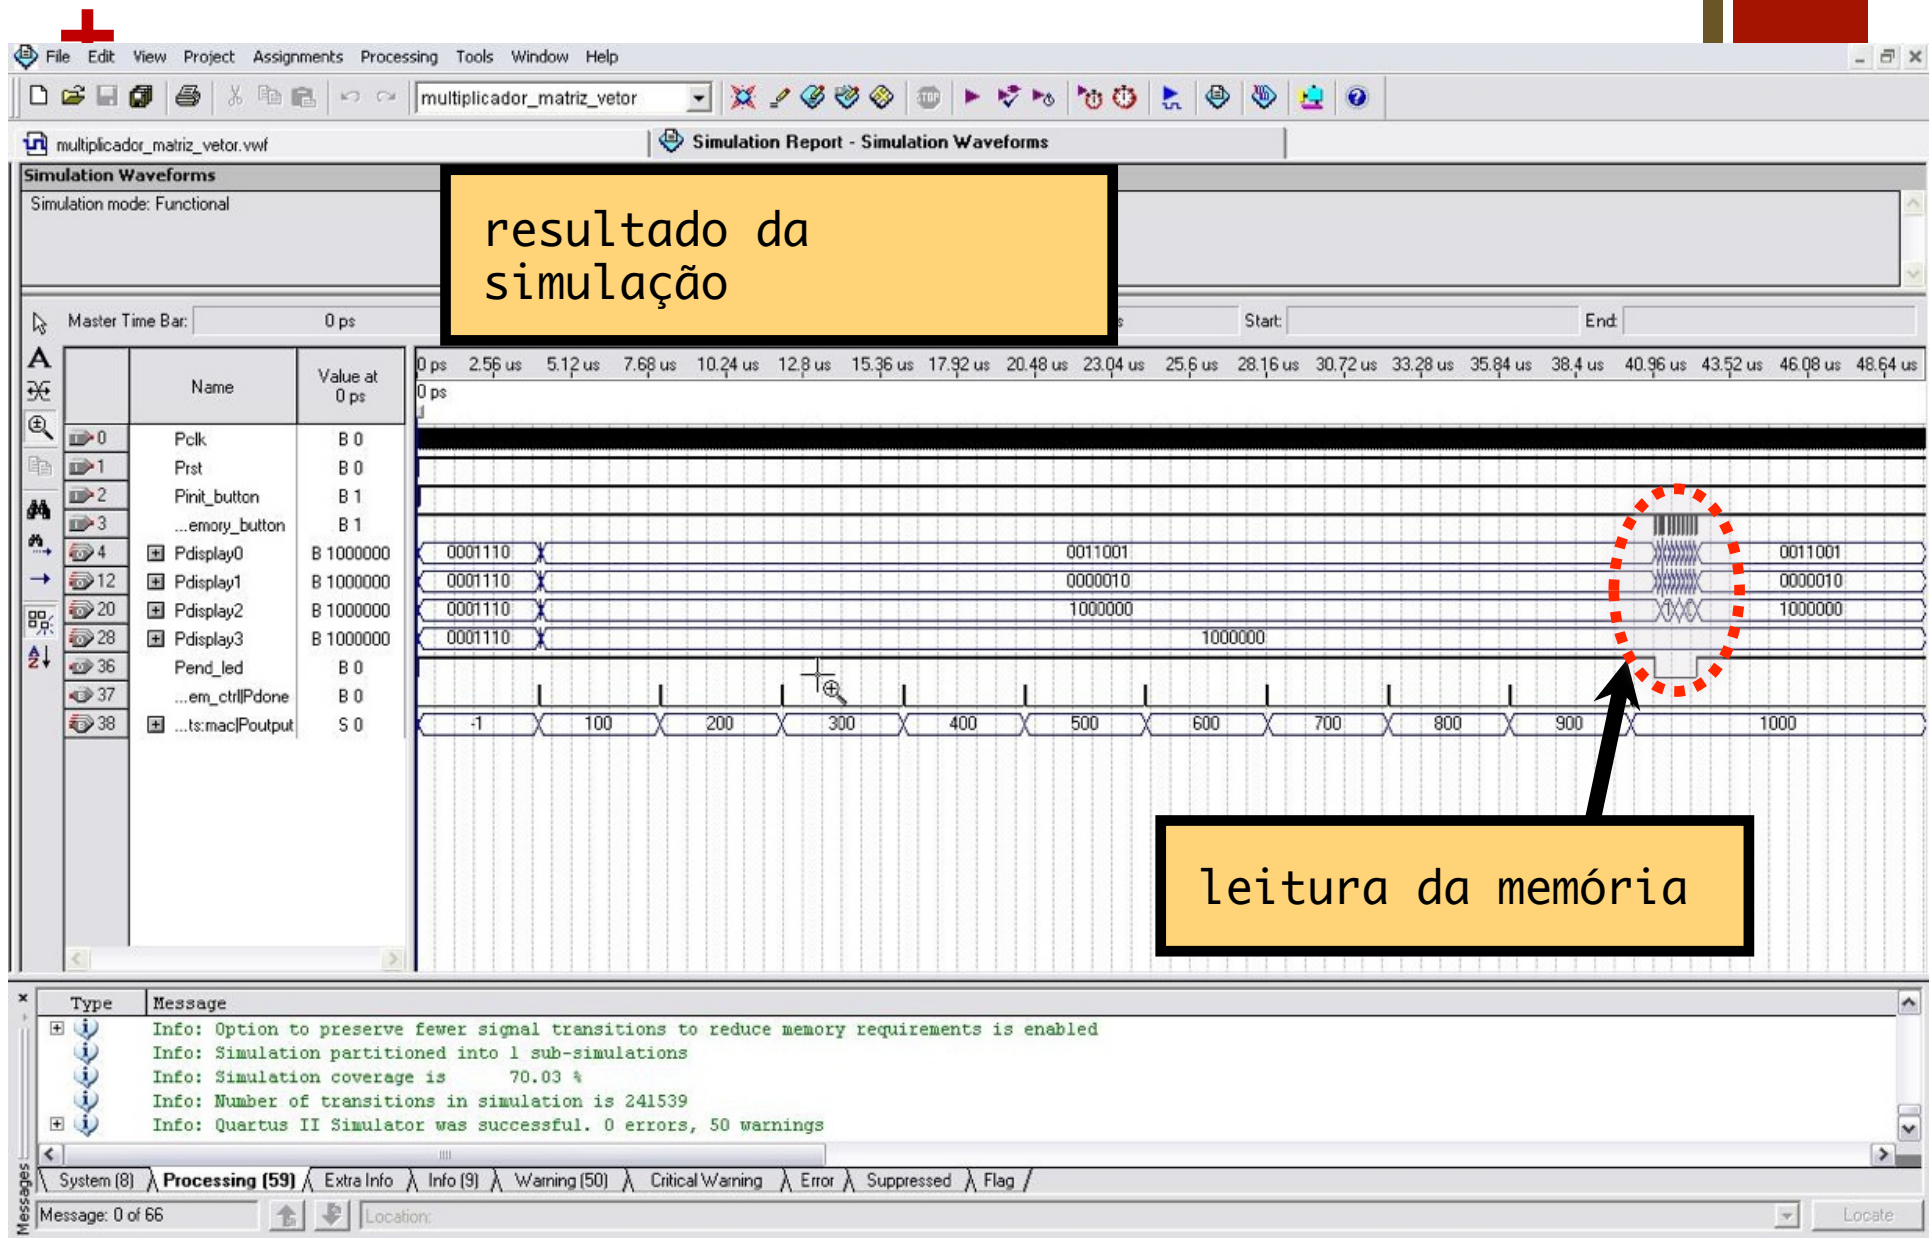 File Edit View Project Assignments Processing Tools Window Help
multiplicador_matriz_vetor
STOP
multiplicador_matriz_vetor.vwf
Simulation Report - Simulation Waveforms
Simulation Waveforms
Simulation mode: Functional
resultado da
simulação
Master Time Bar: 0 ps Start: End:
0 ps 2.56 us 5.12 us 7.68 us 10.24 us 12.8 us 15.36 us 17.92 us 20.48 us 23.04 us 25.6 us 28.16 us 30.72 us 33.28 us 35.84 us 38.4 us 40.96 us 43.52 us 46.08 us 48.64 us
Name Value at 0 ps
0 ps
0 Pclk B 0
1 Prst B 0
2 Pinit_button B 1
3 ...emory_button B 1
4 Pdisplay0 B 1000000 0001110 0011001 0011001
12 Pdisplay1 B 1000000 0001110 0000010 0000010
20 Pdisplay2 B 1000000 0001110 1000000 1000000
28 Pdisplay3 B 1000000 0001110 1000000
36 Pend_led B 0
37 ...em_ctrl|Pdone B 0
38 ...ts:mac|Poutput S 0 -1 100 200 300 400 500 600 700 800 900 1000
leitura da memória
Type Message
Info: Option to preserve fewer signal transitions to reduce memory requirements is enabled
Info: Simulation partitioned into 1 sub-simulations
Info: Simulation coverage is 70.03 %
Info: Number of transitions in simulation is 241539
Info: Quartus II Simulator was successful. 0 errors, 50 warnings
System (8) Processing (59) Extra Info Info (9) Warning (50) Critical Warning Error Suppressed Flag
Messages
Message: 0 of 66 Location: Locate